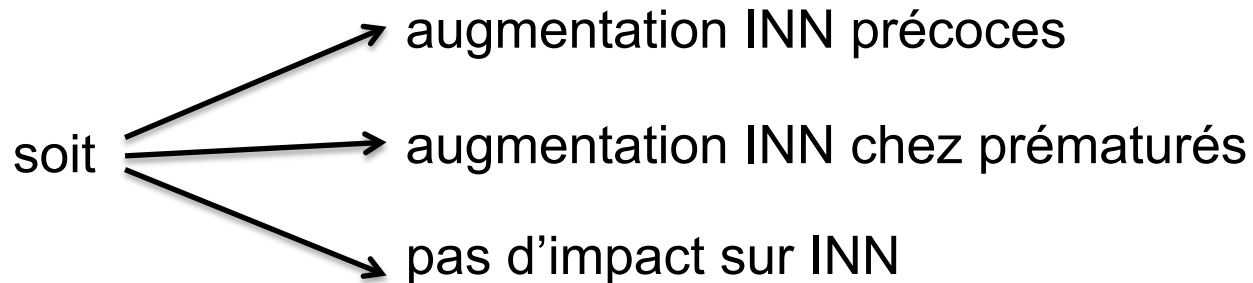 augmentation INN précoces
soit
augmentation INN chez prématurés
pas d’impact sur INN